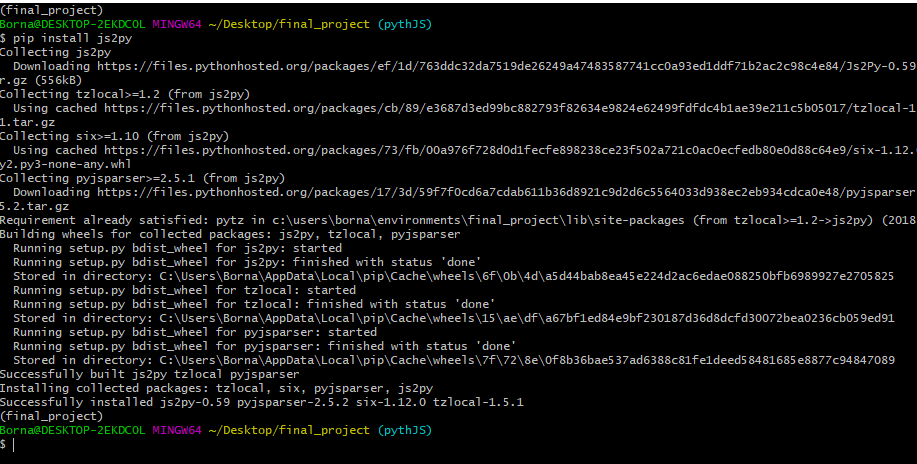 (final_project)
Borna@DESKTOP-2EKDCOL MINGW64 ~/Desktop/final_project (pythJS)
$ pip install js2py
Collecting js2py
  Downloading https://files.pythonhosted.org/packages/ef/1d/763ddc32da7519de26249a47483587741cc0a93ed1ddf71b2ac2c98c4e84/Js2Py-0.59
r.gz (556kB)
Collecting tzlocal>=1.2 (from js2py)
  Using cached https://files.pythonhosted.org/packages/cb/89/e3687d3ed99bc882793f82634e9824e62499fdfdc4b1ae39e211c5b05017/tzlocal-1
1.tar.gz
Collecting six>=1.10 (from js2py)
  Using cached https://files.pythonhosted.org/packages/73/fb/00a976f728d0d1fecfe898238ce23f502a721c0ac0ecfedb80e0d88c64e9/six-1.12.
y2.py3-none-any.whl
Collecting pyjsparser>=2.5.1 (from js2py)
  Downloading https://files.pythonhosted.org/packages/17/3d/59f7f0cd6a7cdab611b36d8921c9d2d6c5564033d938ec2eb934cdca0e48/pyjsparser
5.2.tar.gz
Requirement already satisfied: pytz in c:\users\borna\environments\final_project\lib\site-packages (from tzlocal>=1.2->js2py) (2018
Building wheels for collected packages: js2py, tzlocal, pyjsparser
  Running setup.py bdist_wheel for js2py: started
  Running setup.py bdist_wheel for js2py: finished with status 'done'
  Stored in directory: C:\Users\Borna\AppData\Local\pip\Cache\wheels\6f\0b\4d\a5d44bab8ea45e224d2ac6edae088250bfb6989927e2705825
  Running setup.py bdist_wheel for tzlocal: started
  Running setup.py bdist_wheel for tzlocal: finished with status 'done'
  Stored in directory: C:\Users\Borna\AppData\Local\pip\Cache\wheels\15\ae\df\a67bf1ed84e9bf230187d36d8dcfd30072bea0236cb059ed91
  Running setup.py bdist_wheel for pyjsparser: started
  Running setup.py bdist_wheel for pyjsparser: finished with status 'done'
  Stored in directory: C:\Users\Borna\AppData\Local\pip\Cache\wheels\7f\72\8e\0f8b36bae537ad6388c81fe1deed58481685e8877c94847089
Successfully built js2py tzlocal pyjsparser
Installing collected packages: tzlocal, six, pyjsparser, js2py
Successfully installed js2py-0.59 pyjsparser-2.5.2 six-1.12.0 tzlocal-1.5.1
(final_project)
Borna@DESKTOP-2EKDCOL MINGW64 ~/Desktop/final_project (pythJS)
$